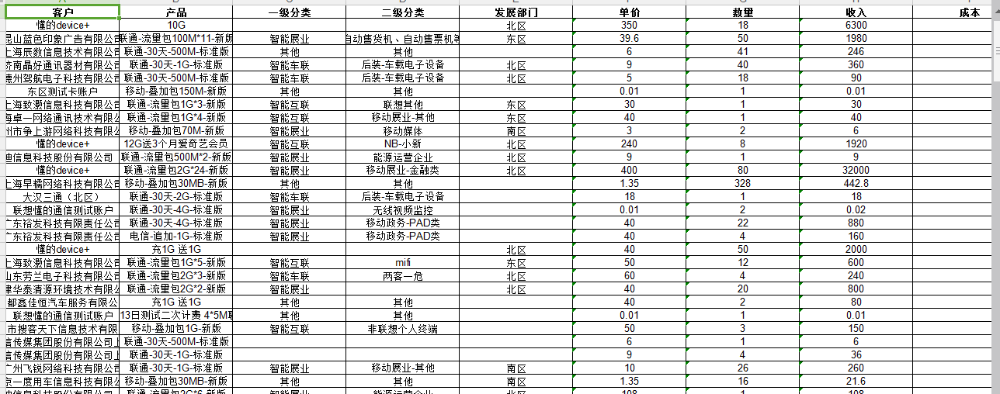 客户 产品 一级分类 二级分类 发展部门 单价 数量 收入 成本
懂的device+ 10G 北区 350 18 6300
昆山蓝色印象广告有限公司 联通-流量包100M*11-新版 智能展业 自动售货机、自动售票机等 东区 39.6 50 1980
上海辰数信息技术有限公司 联通-30天-500M-标准版 其他 其他 6 41 246
济南晶好通讯器材有限公司 联通-30天-1G-标准版 智能车联 后装-车载电子设备 北区 9 40 360
德州驾航电子科技有限公司 联通-30天-500M-标准版 智能车联 后装-车载电子设备 北区 5 18 90
东区测试卡账户 移动-叠加包150M-新版 其他 其他 0.01 1 0.01
上海致灏信息科技有限公司 联通-流量包1G*3-新版 智能互联 联想其他 东区 30 1 30
海卓一网络通讯技术有限公 联通-流量包1G*4-新版 智能互联 移动展业-其他 东区 40 1 40
州市争上游网络科技有限公 移动-叠加包70M-新版 智能展业 移动媒体 南区 3 2 6
懂的device+ 12G送3个月爱奇艺会员 智能互联 NB-小新 北区 240 8 1920
迪信息科技股份有限公司 联通-流量包500M*2-新版 智能展业 能源运营企业 北区 9 1 9
懂的device+ 联通-流量包2G*24-新版 智能展业 移动展业-金融类 北区 400 80 32000
上海早糯网络科技有限公司 移动-叠加包30MB-新版 其他 其他 1.35 328 442.8
大汉三通（北区） 联通-30天-2G-标准版 智能车联 后装-车载电子设备 18 1 18
联想懂的通信测试账户 联通-30天-4G-标准版 智能展业 无线视频监控 0.01 2 0.02
广东裕发科技有限责任公司 联通-30天-4G-标准版 智能展业 移动政务-PAD类 40 22 880
广东裕发科技有限责任公司 电信-追加-1G-标准版 智能展业 移动政务-PAD类 40 4 160
懂的device+ 充1G 送1G 北区 40 50 2000
上海致灏信息科技有限公司 联通-流量包1G*5-新版 智能互联 mifi 东区 50 12 600
山东劳兰电子科技有限公司 联通-流量包2G*3-新版 智能车联 两客一危 北区 60 4 240
津华泰清源环境技术有限公 联通-流量包2G*2-新版 智能展业 北区 40 20 800
都鑫佳恒汽车服务有限公 充1G 送1G 其他 其他 40 2 80
联想懂的通信测试账户 13日测试二次计费 4*5M联 其他 其他 0.01 1 0.01
市搜客天下信息技术有限 移动-叠加包1G-新版 智能互联 非联想个人终端 50 3 150
信传媒集团股份有限公司上 联通-30天-500M-标准版 6 1 6
信传媒集团股份有限公司上 联通-30天-1G-标准版 9 4 36
广州飞锐网络科技有限公司 联通-30天-1G-标准版 智能展业 移动展业-其他 南区 10 26 260
京一度用车信息科技有限公 移动-叠加包30MB-新版 其他 其他 南区 1.35 16 21.6
联通-流量包2G*6-新版 智能展业 能源运营企业 北区 108 1 108